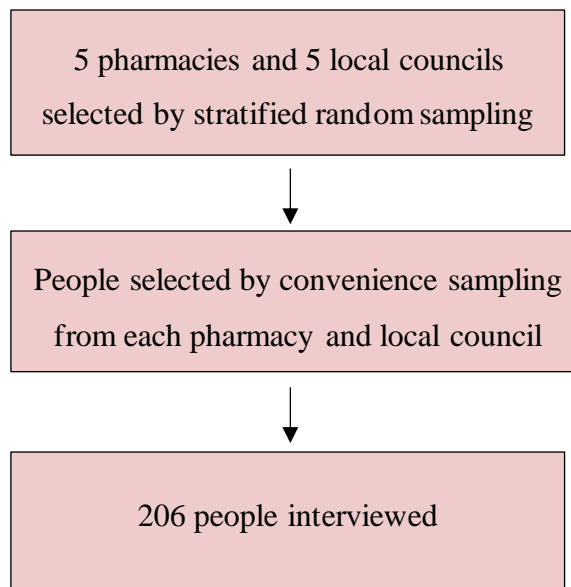 5 pharmacies and 5 local councils
selected by stratified random sampling
People selected by convenience sampling
from each pharmacy and local council
206 people interviewed